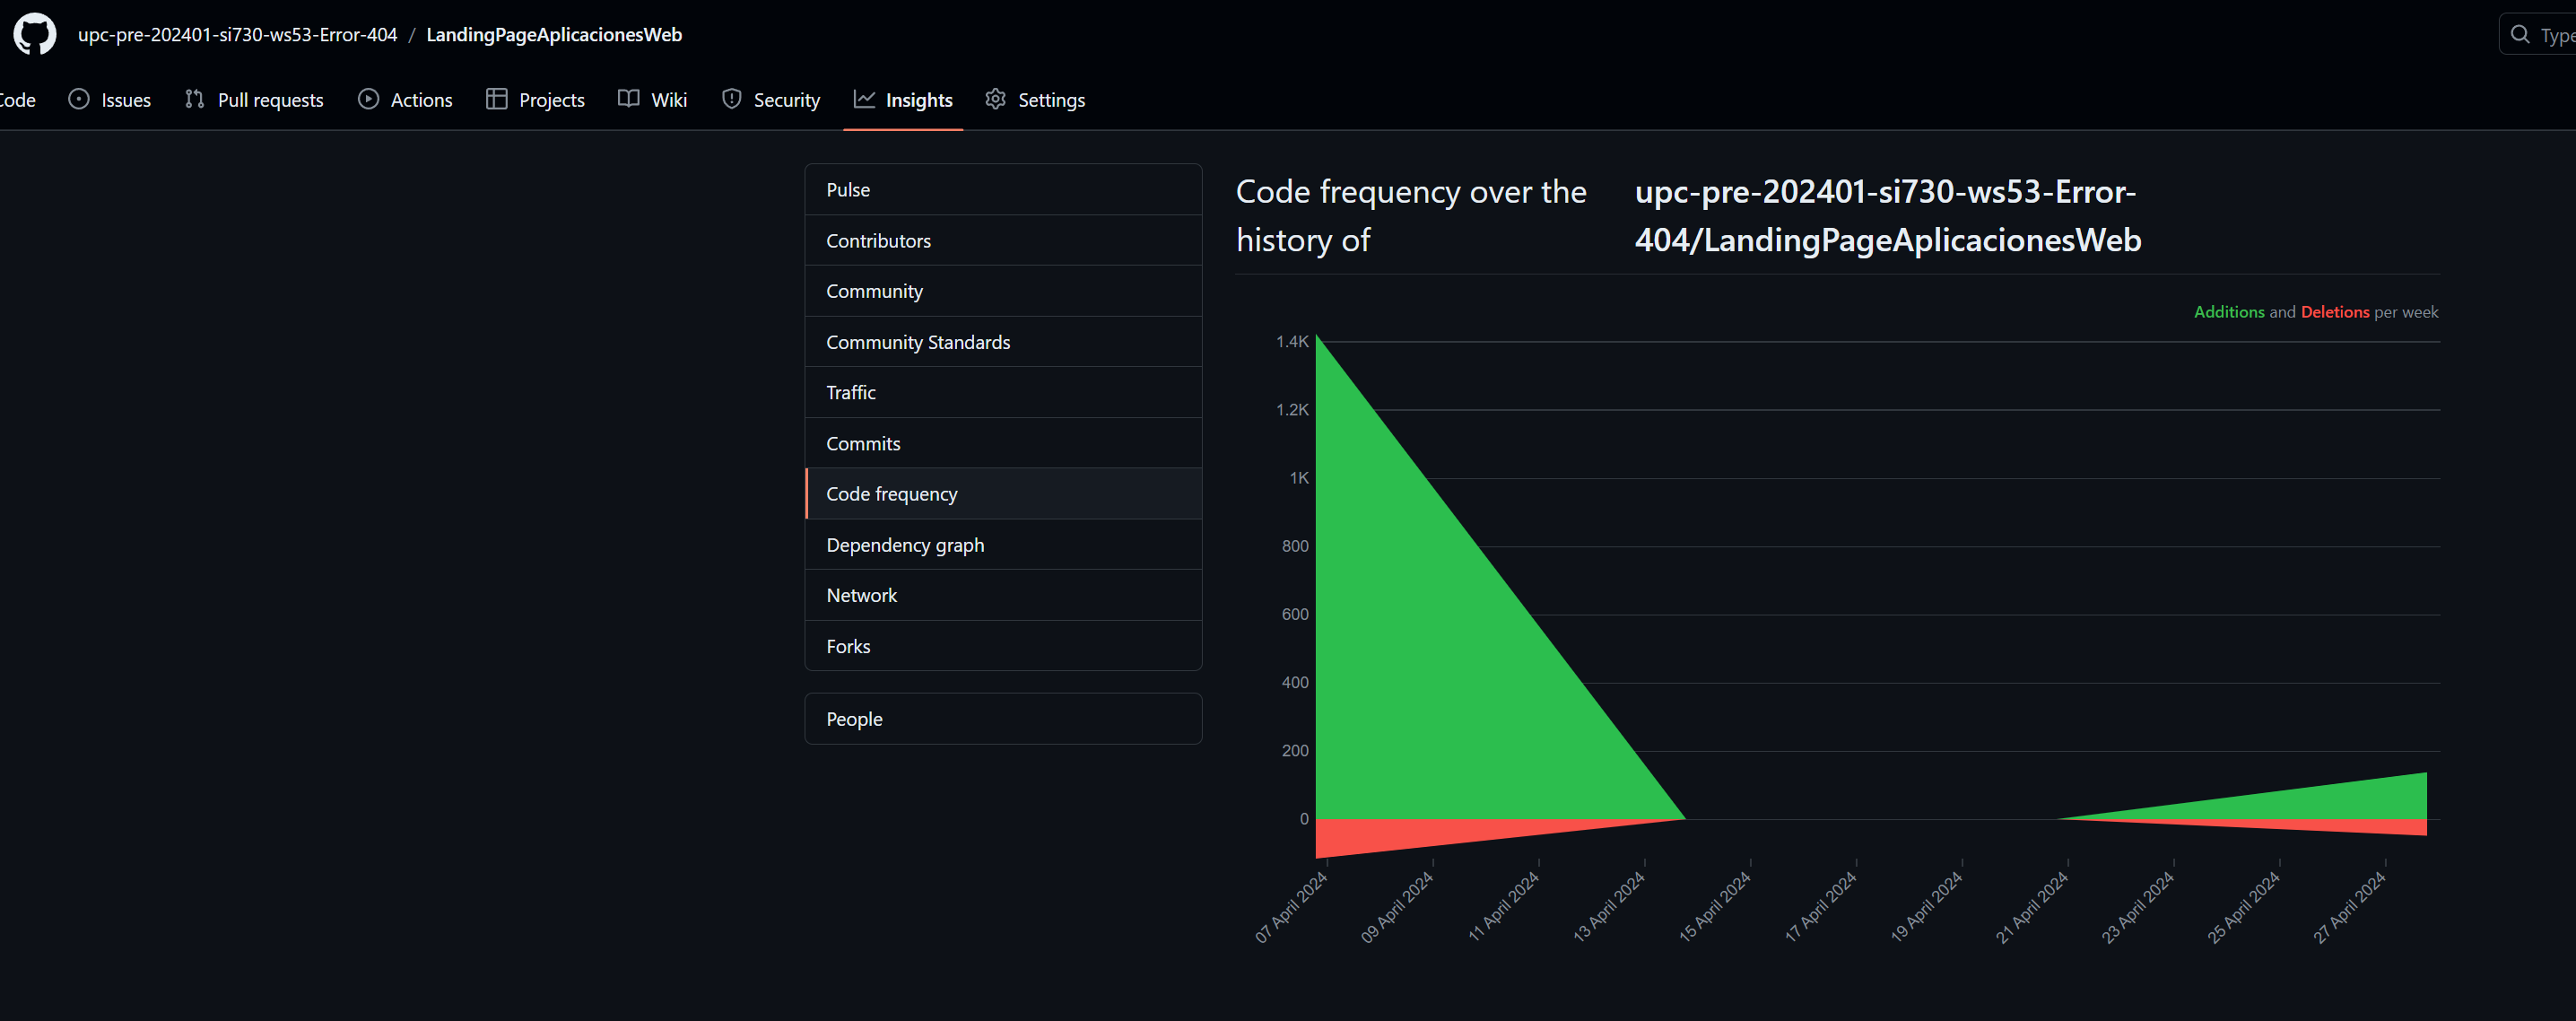 upc-pre-202401-si730-ws53-Error-404 / LandingPageAplicacionesWeb
Type
Code Issues Pull requests Actions Projects Wiki Security Insights Settings
Pulse
Contributors
Community
Community Standards
Traffic
Commits
Code frequency
Dependency graph
Network
Forks
People
Code frequency over the
history of
upc-pre-202401-si730-ws53-Error-
404/LandingPageAplicacionesWeb
Additions and Deletions per week
1.4K
1.2K
1K
800
600
400
200
0
07 April 2024
09 April 2024
11 April 2024
13 April 2024
15 April 2024
17 April 2024
19 April 2024
21 April 2024
23 April 2024
25 April 2024
27 April 2024